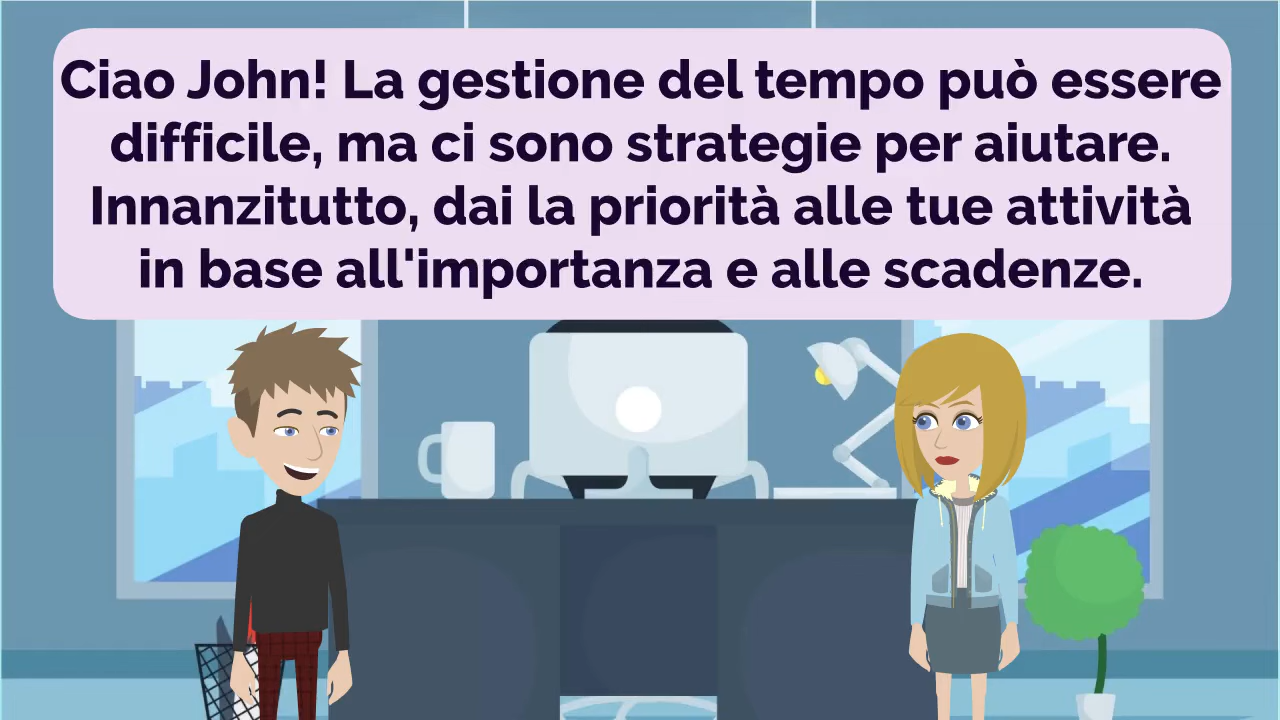 Ciao John! La gestione del tempo può essere
difficile, ma ci sono strategie per aiutare.
Innanzitutto, dai la priorità alle tue attività
in base all'importanza e alle scadenze.